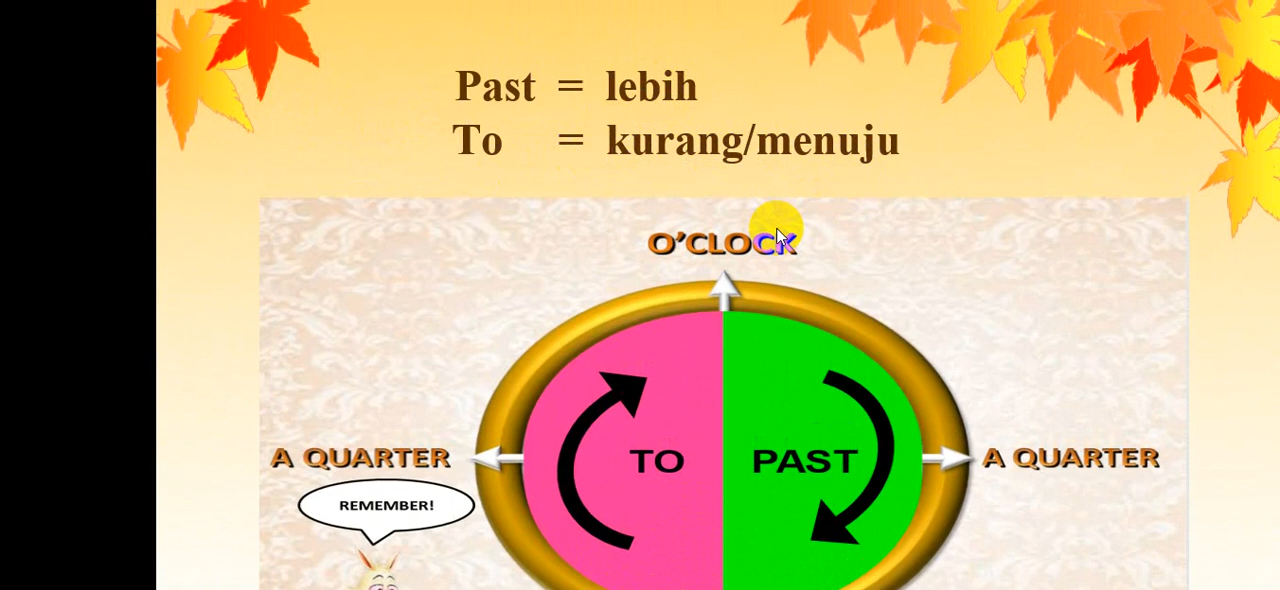 Past = lebih
To = kurang/menuju
O'CLOCK
A QUARTER
TO
PAST
A QUARTER
REMEMBER!